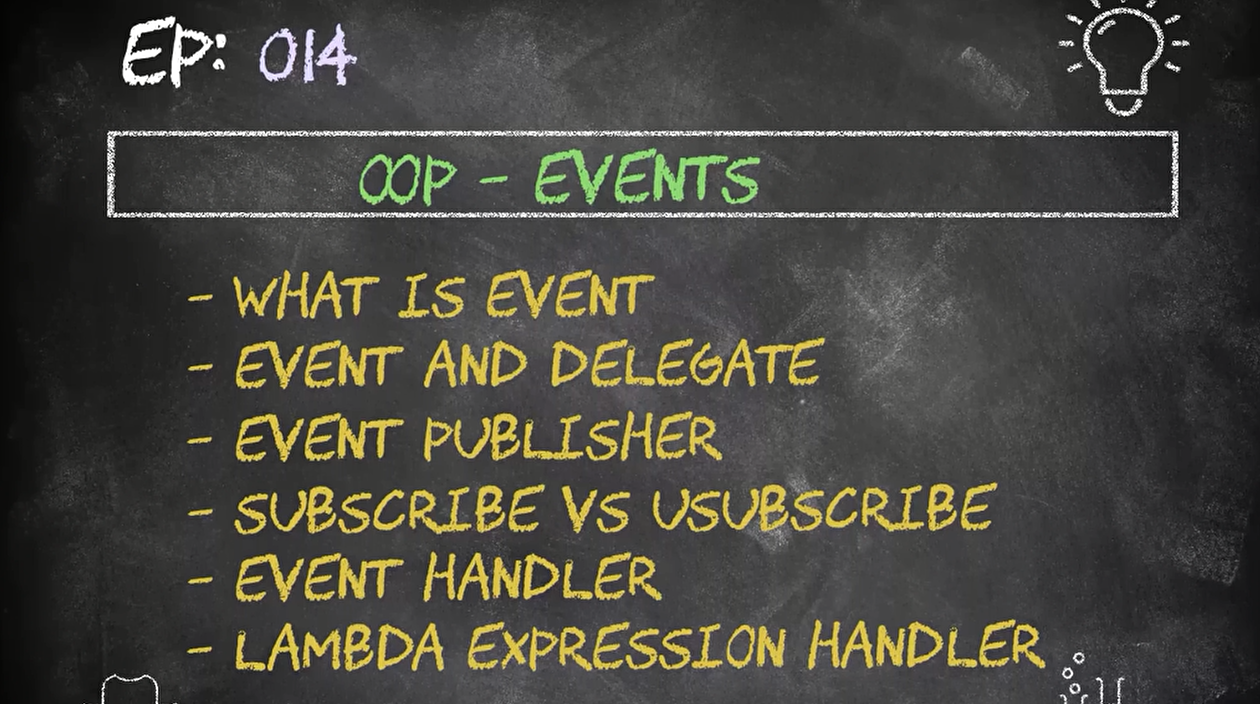 EP: 014
OOP - EVENTS
- WHAT IS EVENT
- EVENT AND DELEGATE
- EVENT PUBLISHER
- SUBSCRIBE VS USUBSCRIBE
- EVENT HANDLER
- LAMBDA EXPRESSION HANDLER